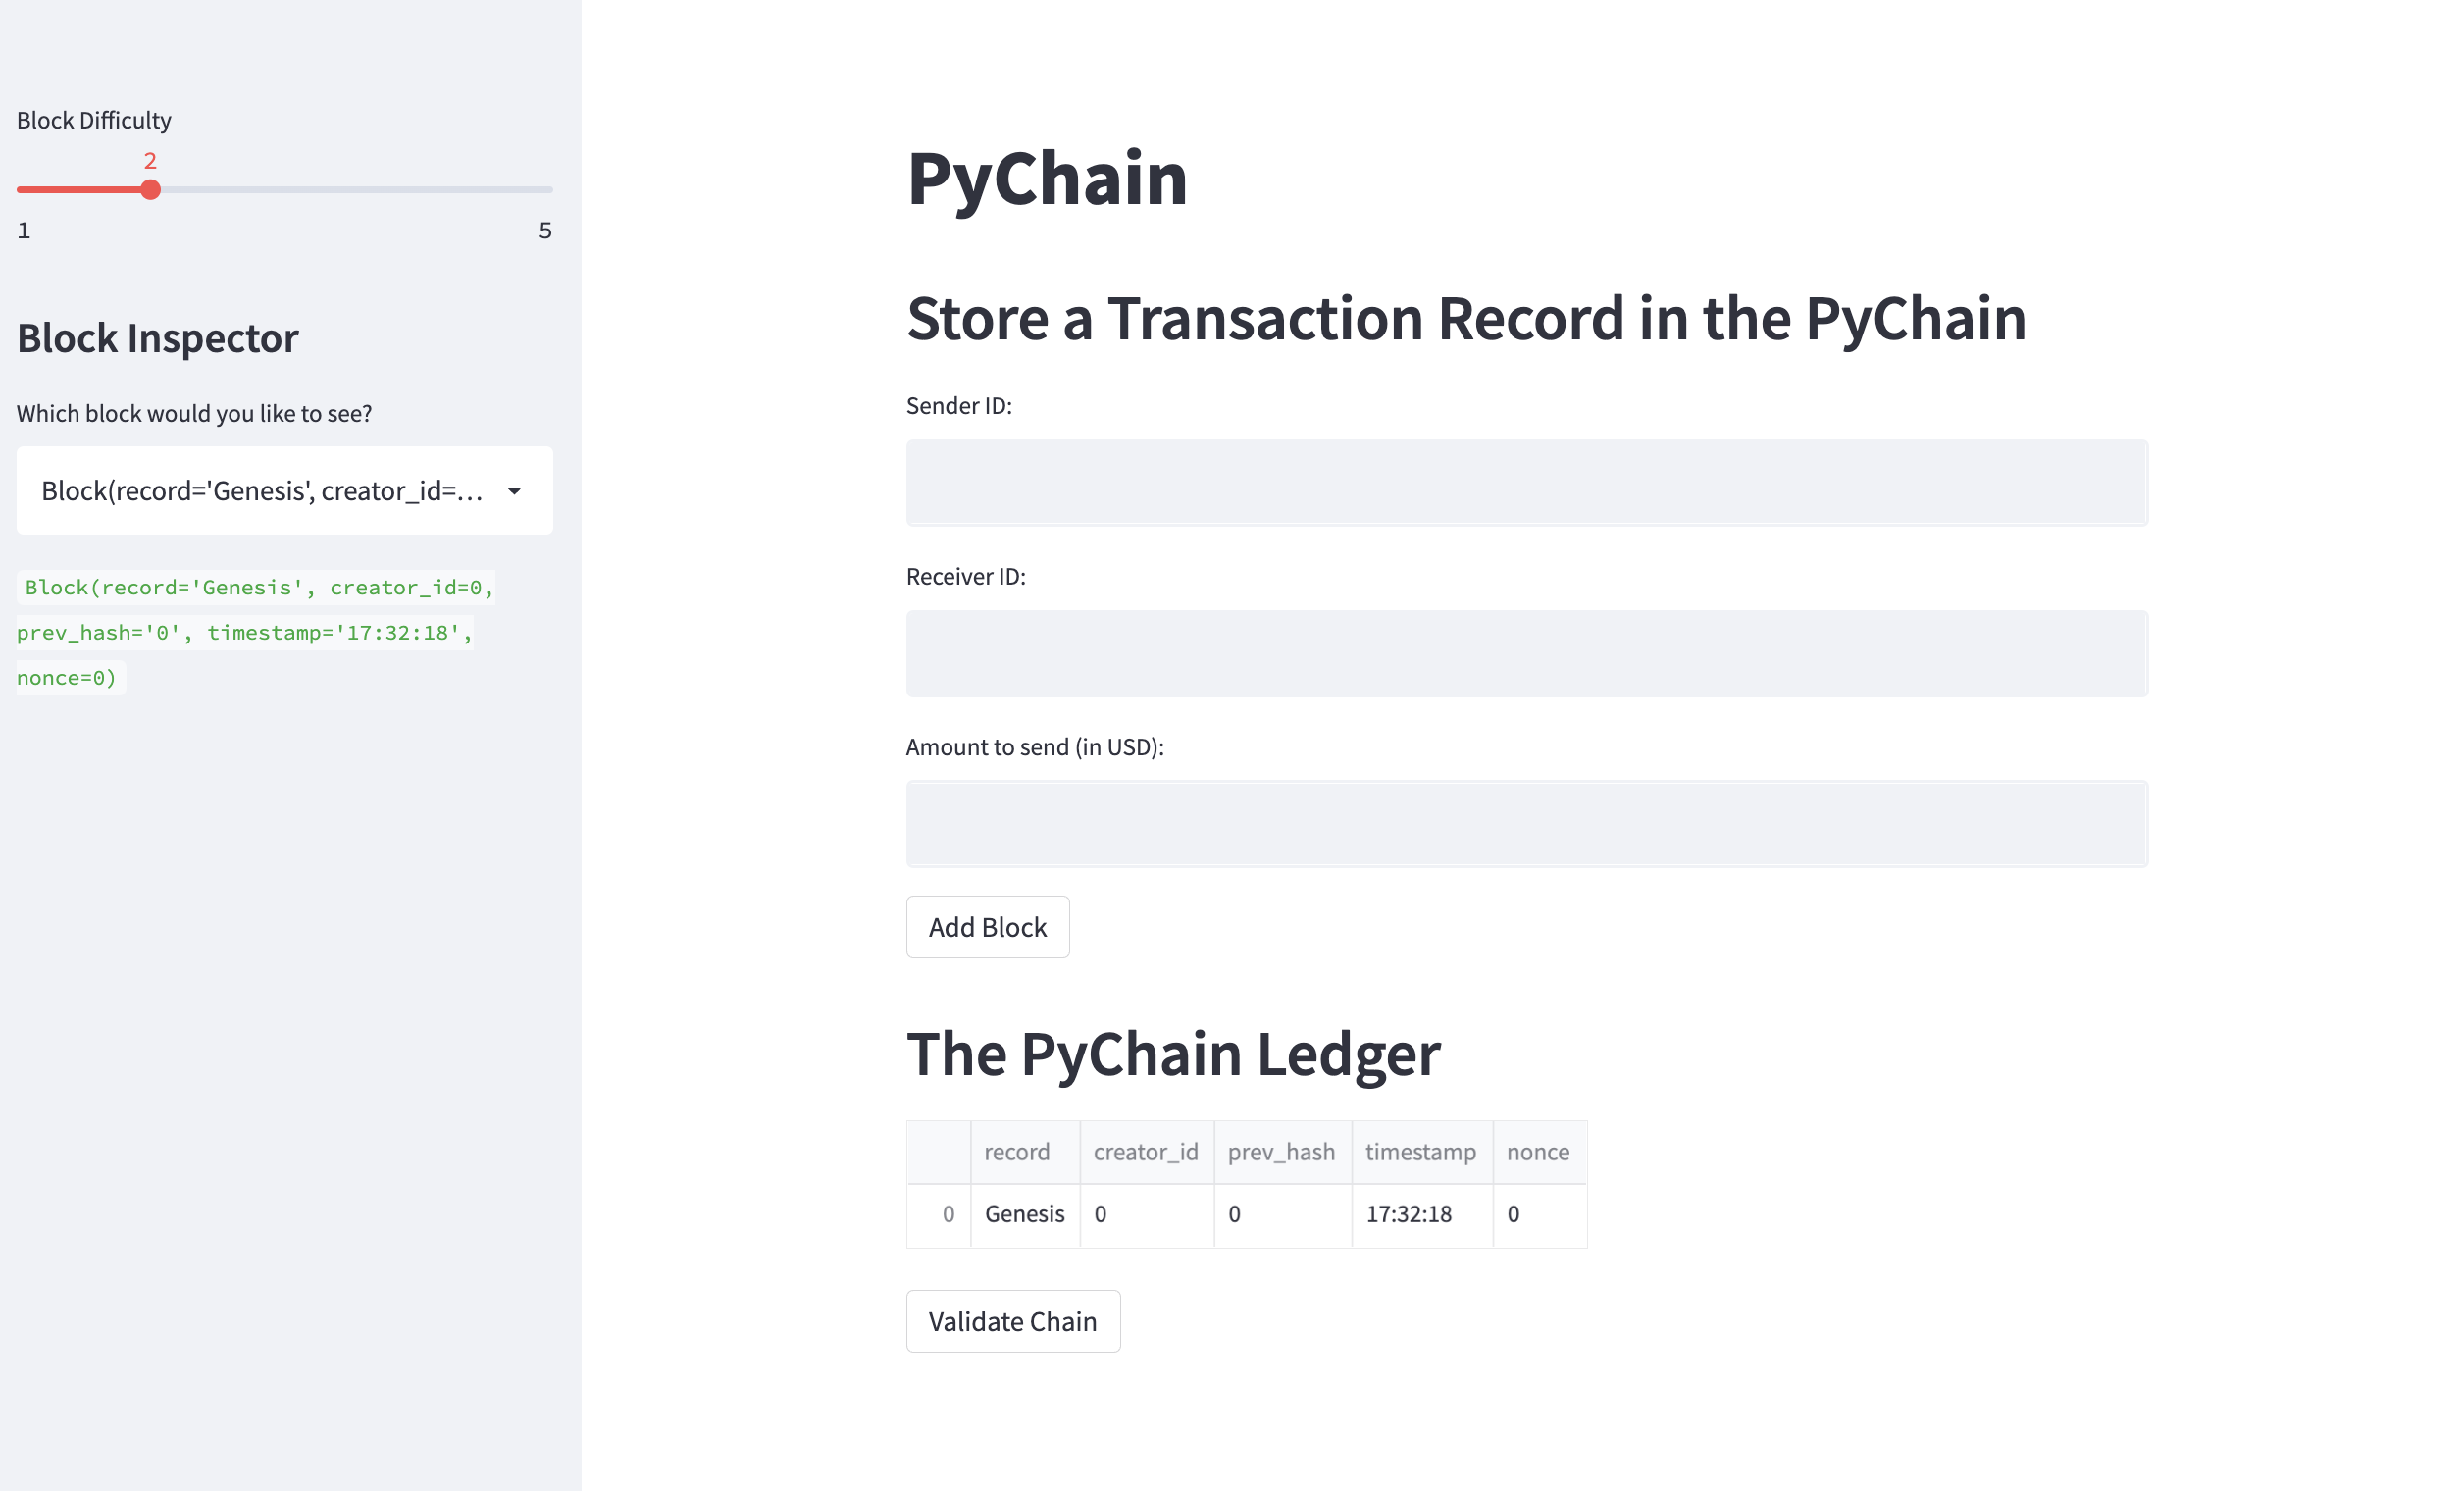 Block Difficulty
2
1 5
Block Inspector
Which block would you like to see?
Block(record='Genesis', creator_id=...
Block(record='Genesis', creator_id=0,
prev_hash='0', timestamp='17:32:18',
nonce=0)
PyChain
Store a Transaction Record in the PyChain
Sender ID:
Receiver ID:
Amount to send (in USD):
Add Block
The PyChain Ledger
record creator_id prev_hash timestamp nonce
0 Genesis 0 0 17:32:18 0
Validate Chain